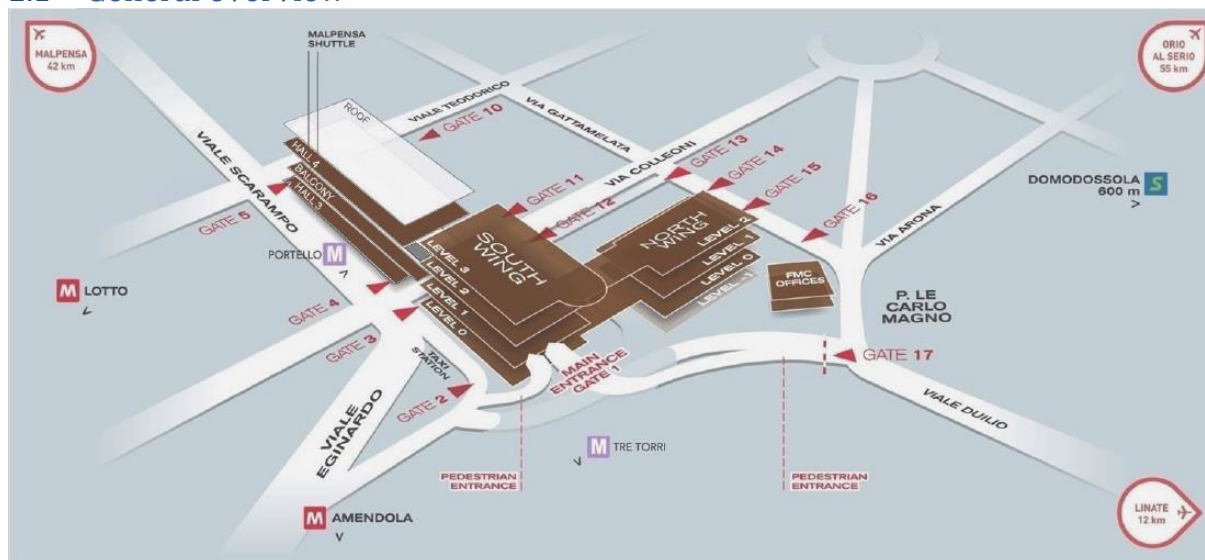 General overview
MALPENSA
42 km
MALPENSA
SHUTTLE
ORIO
AL SERIO
55 km
ROOF
VIALE TEODORICO
GATE 10
VIA GATTAMELATA
VIALE SCARAMPO
HALL 4
BALCONY
HALL 3
GATE 11
VIA COLLEONI
GATE 13
GATE 14
GATE 15
DOMODOSSOLA
600 m
S
>
GATE 5
GATE 12
GATE 16
VIA ARONA
PORTELLO M
SOUTH
WING
LEVEL 3
LEVEL 2
LEVEL 1
LEVEL 0
NORTH
WING
LEVEL 2
LEVEL 1
LEVEL 0
LEVEL -1
FMC
OFFICES
M LOTTO
GATE 4
GATE 3
P. LE
CARLO
MAGNO
TAXI
STATION
MAIN
ENTRANCE
GATE 1
GATE 17
GATE 2
VIALE
EGINARDO
VIALE DUILIO
M TRE TORRI
PEDESTRIAN
ENTRANCE
PEDESTRIAN
ENTRANCE
M AMENDOLA
LINATE
12 km